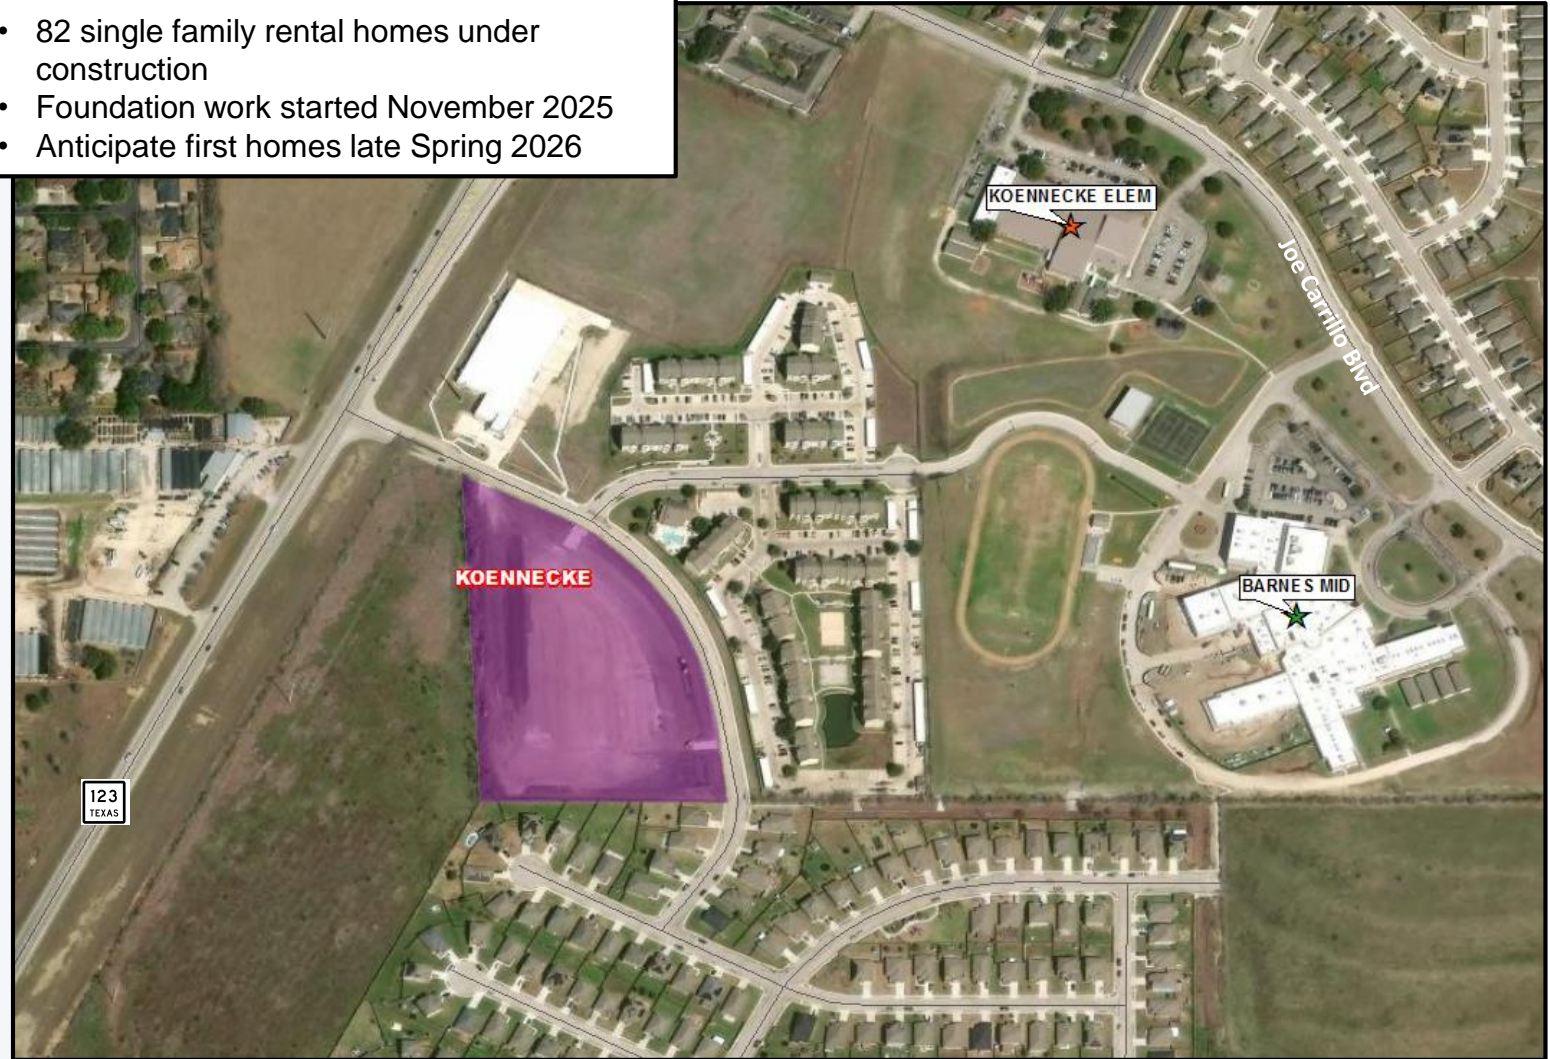 • 82 single family rental homes under
construction
• Foundation work started November 2025
• Anticipate first homes late Spring 2026
KOENNECKE ELEM
Joe Carrillo Blvd
KOENNECKE
BARNES MID
123
TEXAS